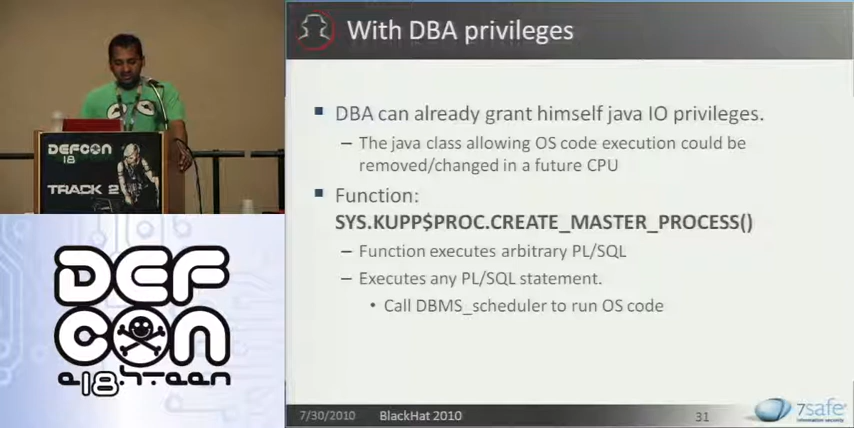 With DBA privileges
DBA can already grant himself java IO privileges.
– The java class allowing OS code execution could be
removed/changed in a future CPU
Function:
SYS.KUPP$PROC.CREATE_MASTER_PROCESS()
– Function executes arbitrary PL/SQL
– Executes any PL/SQL statement.
• Call DBMS_scheduler to run OS code
7/30/2010
BlackHat 2010
31
7safe
information security
DEFCON
18
TRACK 2
DEF
CON